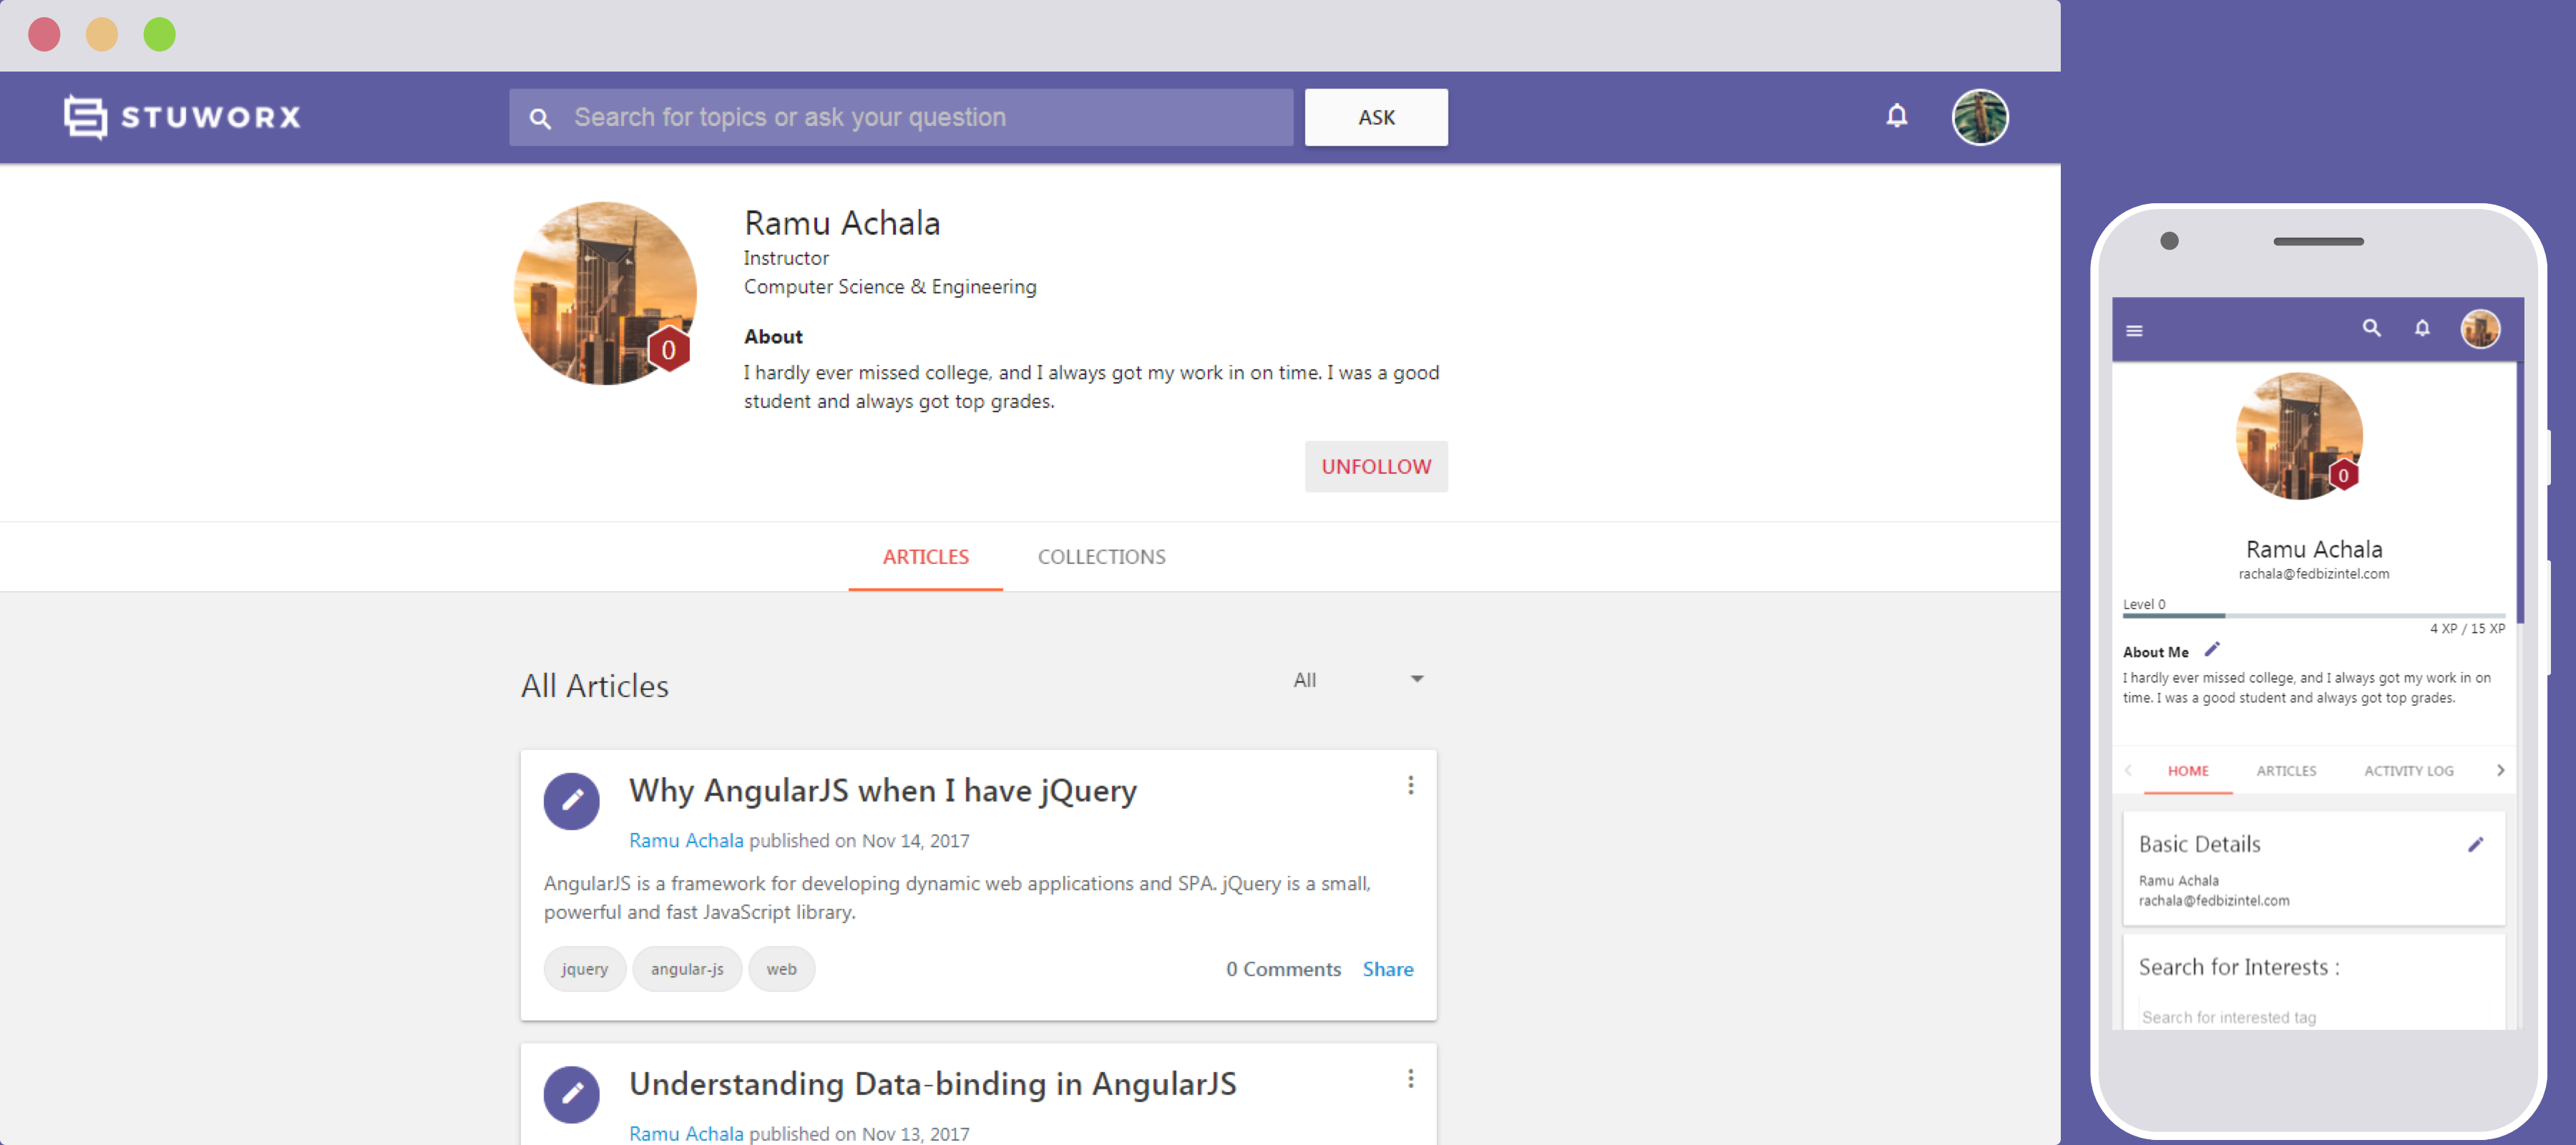 STUWORX
Search for topics or ask your question
ASK
Ramu Achala
Instructor
Computer Science & Engineering
0
About
I hardly ever missed college, and I always got my work in on time. I was a good
student and always got top grades.
UNFOLLOW
ARTICLES
COLLECTIONS
All Articles
All
Why AngularJS when I have jQuery
Ramu Achala published on Nov 14, 2017
AngularJS is a framework for developing dynamic web applications and SPA. jQuery is a small,
powerful and fast JavaScript library.
jquery
angular-js
web
0 Comments
Share
Understanding Data-binding in AngularJS
Ramu Achala published on Nov 13, 2017
0
Ramu Achala
rachala@fedbizintel.com
Level 0
4 XP / 15 XP
About Me
I hardly ever missed college, and I always got my work in on
time. I was a good student and always got top grades.
HOME
ARTICLES
ACTIVITY LOG
Basic Details
Ramu Achala
rachala@fedbizintel.com
Search for Interests :
Search for interested tag